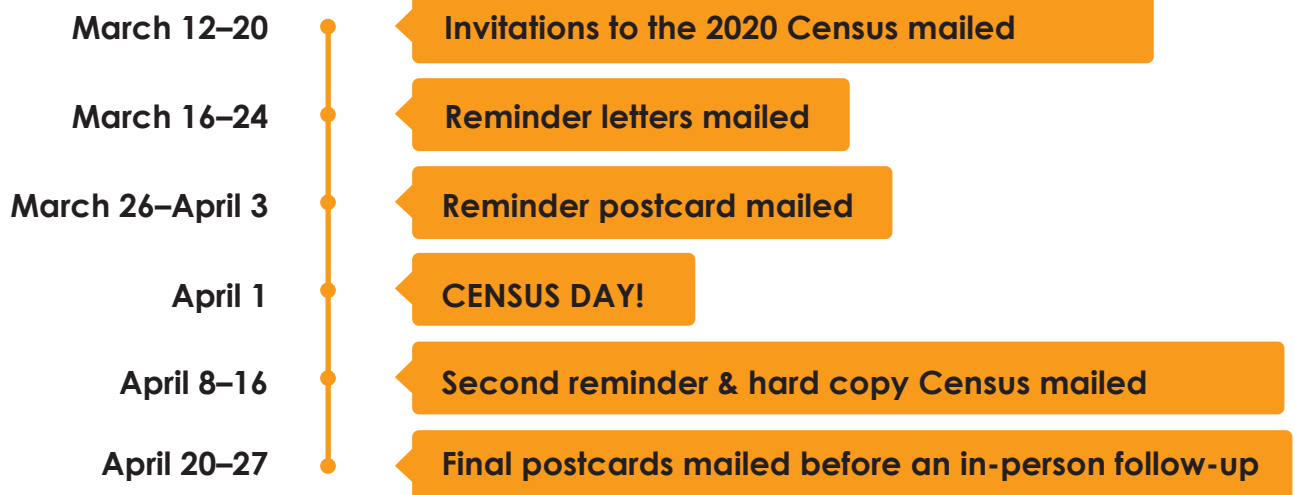 March 12–20
Invitations to the 2020 Census mailed
March 16–24
Reminder letters mailed
March 26–April 3
Reminder postcard mailed
April 1
CENSUS DAY!
April 8–16
Second reminder & hard copy Census mailed
April 20–27
Final postcards mailed before an in-person follow-up